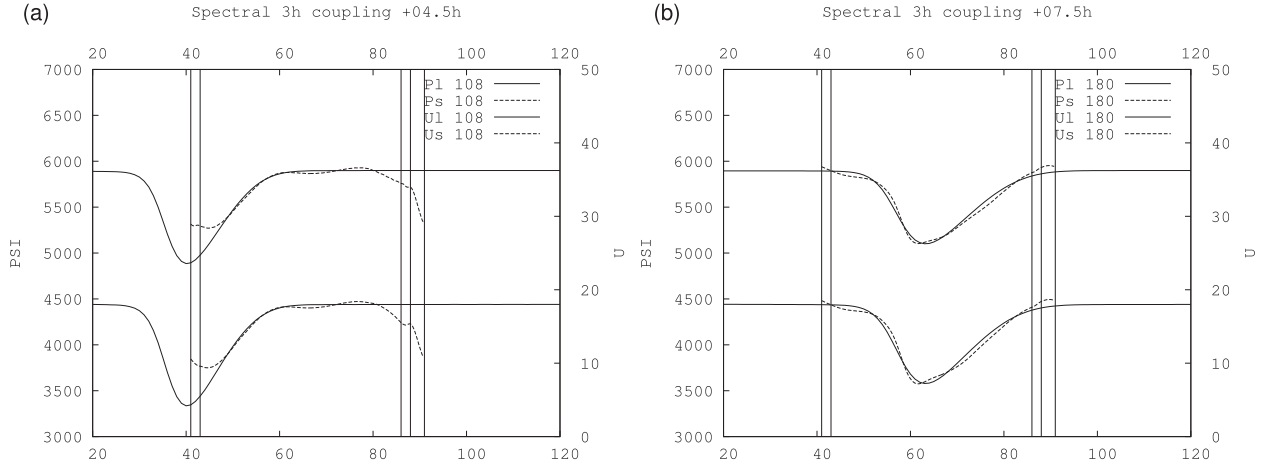 (a) Spectral 3h coupling +04.5h
20 40 60 80 100 120
7000 50
Pl 108
6500 Ps 108
Ul 108
Us 108
40
6000
5500 30
5000
PSI U
4500 20
4000
10
3500
3000 0
20 40 60 80 100 120
(b) Spectral 3h coupling +07.5h
20 40 60 80 100 120
7000 50
Pl 180
6500 Ps 180
Ul 180
Us 180
40
6000
5500 30
5000
PSI U
4500 20
4000
10
3500
3000 0
20 40 60 80 100 120